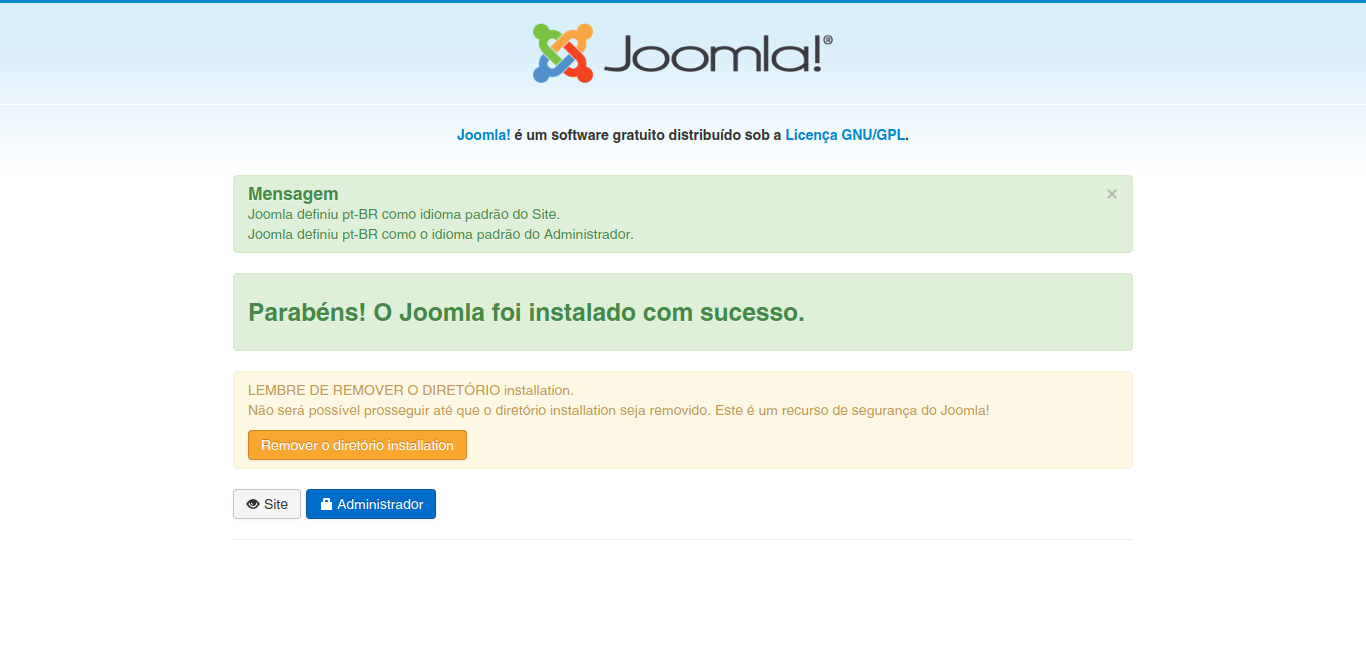 Joomla!®
Joomla! é um software gratuito distribuído sob a Licença GNU/GPL.
Mensagem
×
Joomla definiu pt-BR como idioma padrão do Site.
Joomla definiu pt-BR como o idioma padrão do Administrador.
Parabéns! O Joomla foi instalado com sucesso.
LEMBRE DE REMOVER O DIRETÓRIO installation.
Não será possível prosseguir até que o diretório installation seja removido. Este é um recurso de segurança do Joomla!
Remover o diretório installation
Site
Administrador